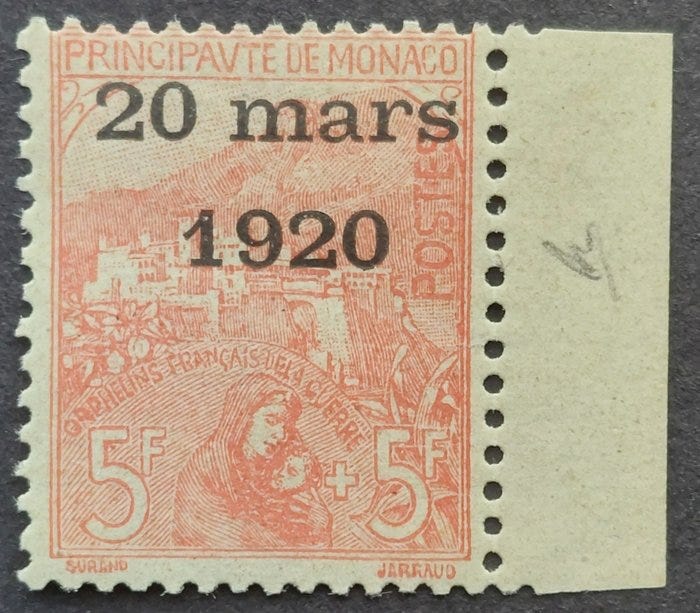 PRINCIPAVTE DE MONACO
20 mars
1920
POSTES
ORPHELINS FRANÇAIS DE LA GUERRE
5F + 5F
SURAND
JARRAUD